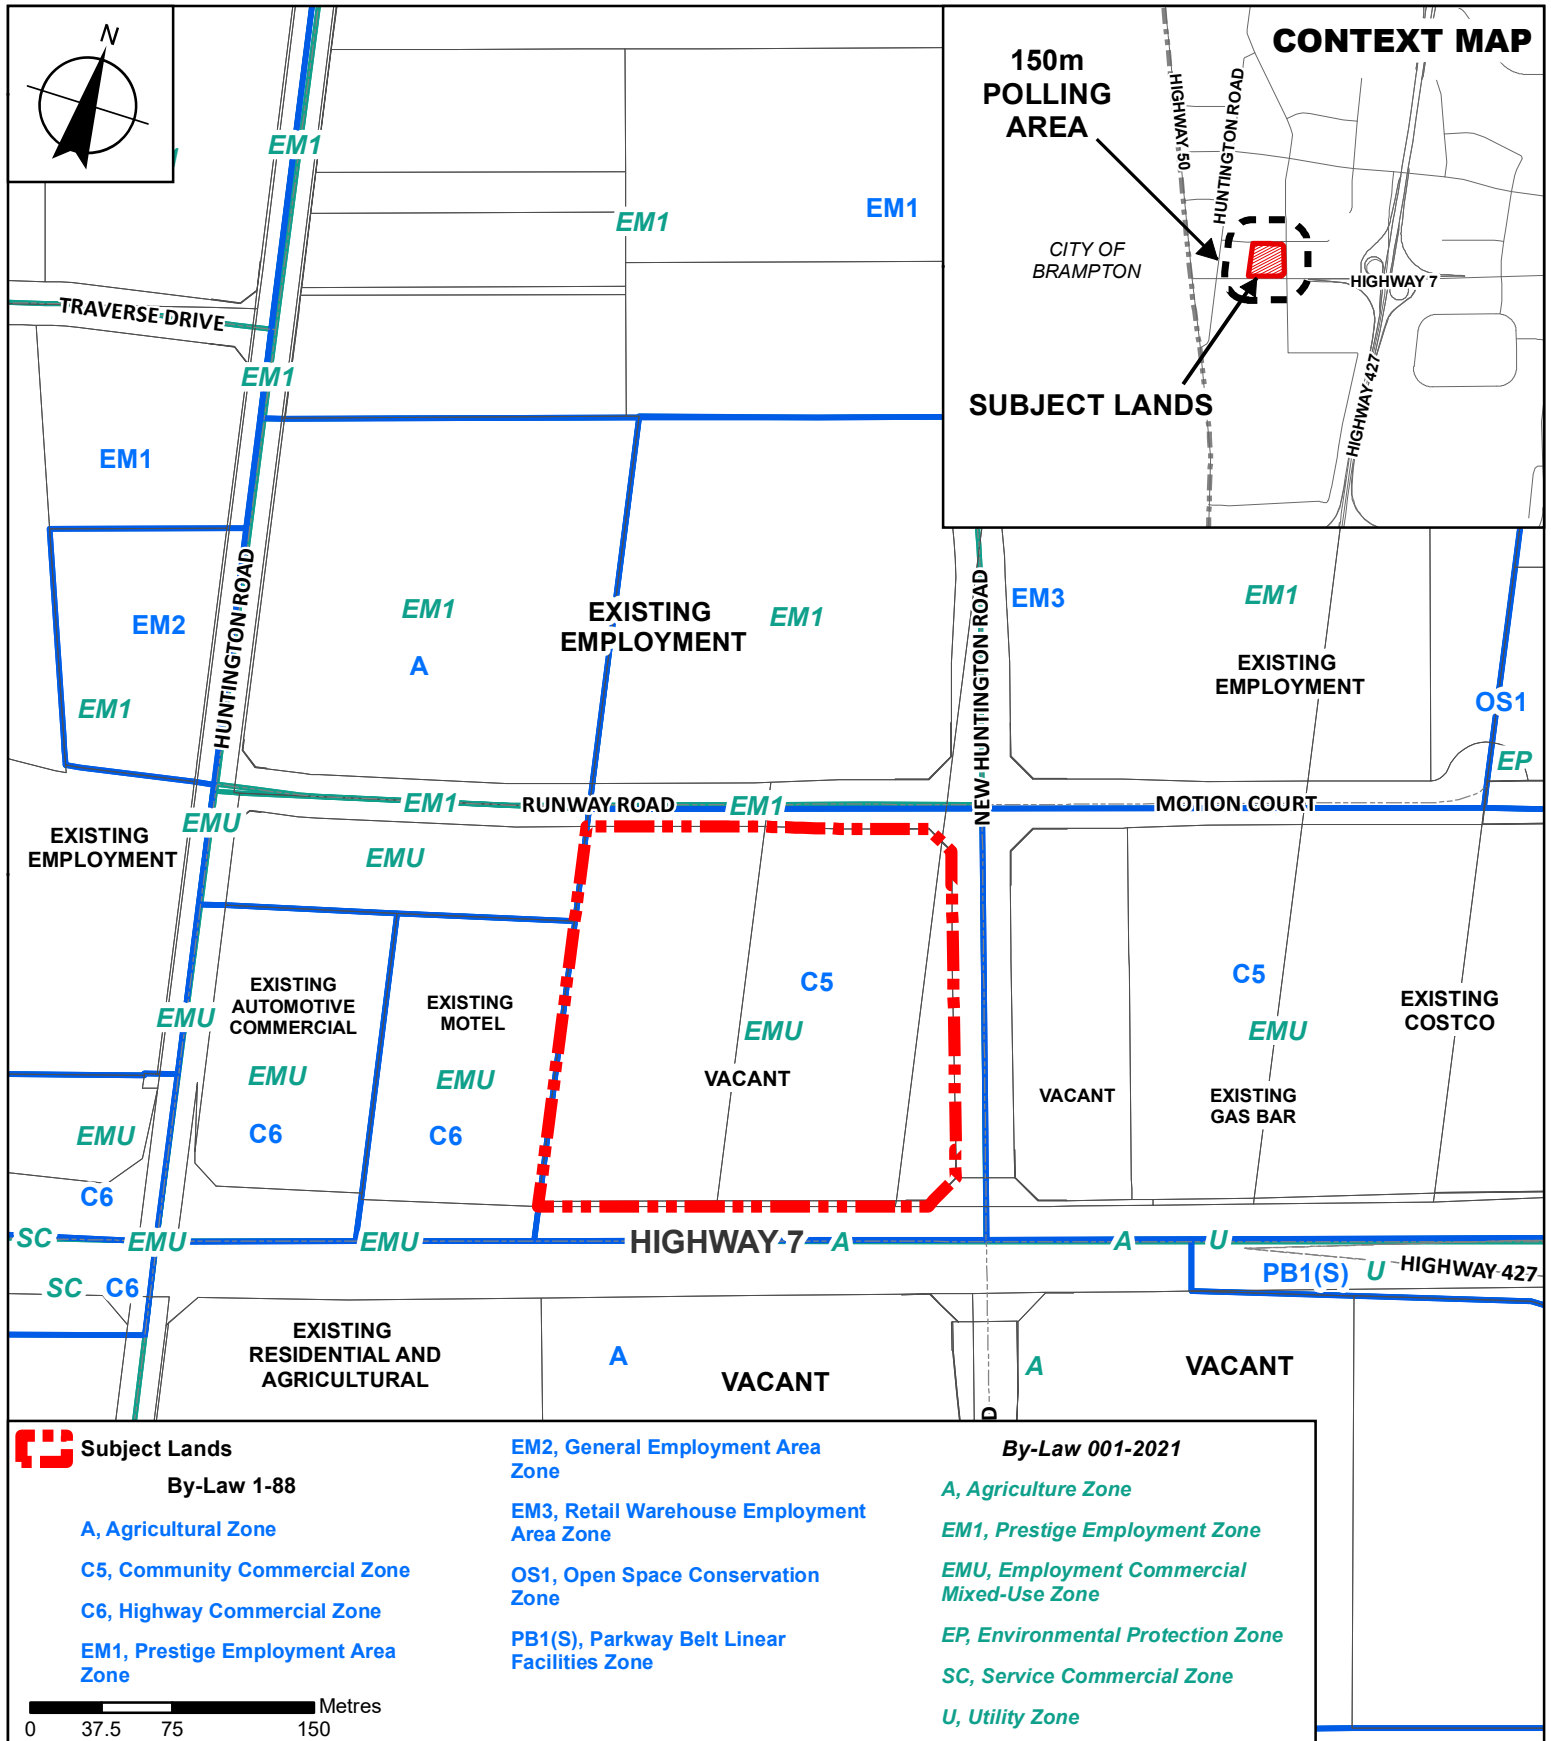 N
CONTEXT MAP
150m
POLLING
AREA
HIGHWAY 50
HUNTINGTON ROAD
CITY OF
BRAMPTON
HIGHWAY 7
HIGHWAY 427
SUBJECT LANDS
EM1
EM1
EM1
TRAVERSE DRIVE
EM1
EM1
EM2
EM1
HUNTINGTON ROAD
EM1
A
EXISTING
EMPLOYMENT
EM1
NEW HUNTINGTON ROAD
EM3
EM1
EXISTING
EMPLOYMENT
OS1
EP
EM1
RUNWAY ROAD
EM1
MOTION COURT
EMU
EXISTING
EMPLOYMENT
EMU
EXISTING
AUTOMOTIVE
COMMERCIAL
EXISTING
MOTEL
C5
C5
EXISTING
COSTCO
EMU
EMU
EMU
EMU
EMU
VACANT
VACANT
EXISTING
GAS BAR
EMU
C6
C6
C6
SC
EMU
EMU
HIGHWAY 7
A
A
U
SC
C6
PB1(S)
U
HIGHWAY 427
EXISTING
RESIDENTIAL AND
AGRICULTURAL
A
VACANT
A
VACANT
D
Subject Lands
By-Law 1-88
A, Agricultural Zone
C5, Community Commercial Zone
C6, Highway Commercial Zone
EM1, Prestige Employment Area
Zone
EM2, General Employment Area
Zone
EM3, Retail Warehouse Employment
Area Zone
OS1, Open Space Conservation
Zone
PB1(S), Parkway Belt Linear
Facilities Zone
By-Law 001-2021
A, Agriculture Zone
EM1, Prestige Employment Zone
EMU, Employment Commercial
Mixed-Use Zone
EP, Environmental Protection Zone
SC, Service Commercial Zone
U, Utility Zone
Metres
0 37.5 75 150